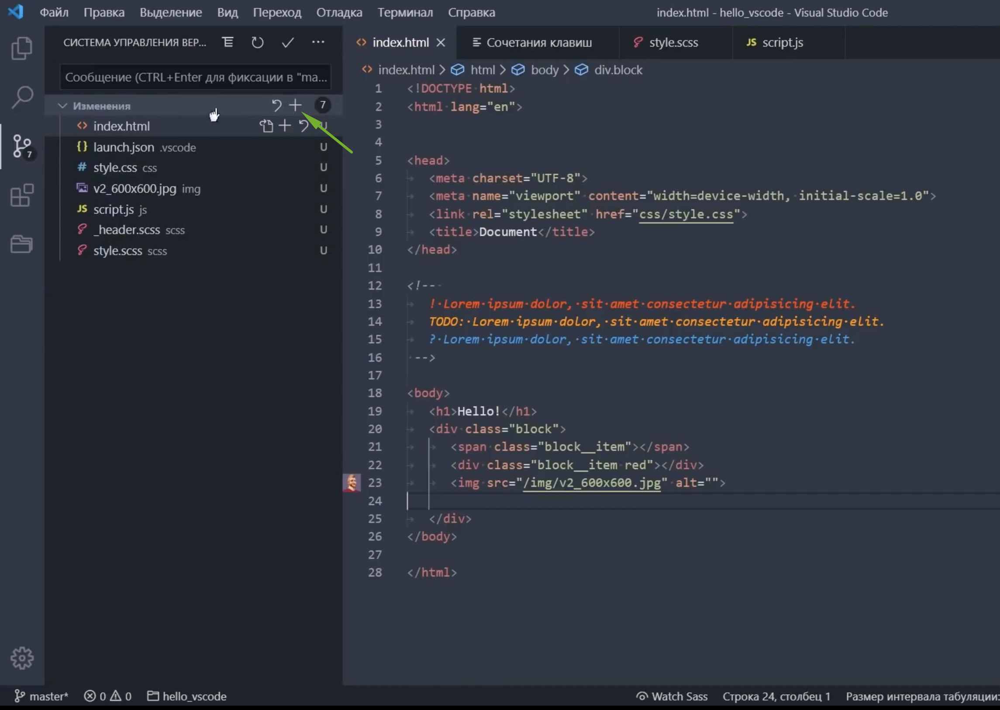 Файл Правка Выделение Вид Переход Отладка Терминал Справка index.html - hello_vscode - Visual Studio Code
СИСТЕМА УПРАВЛЕНИЯ ВЕР...
Сообщение (CTRL+Enter для фиксации в "ma...
Изменения 7
index.html U
launch.json .vscode U
style.css css U
v2_600x600.jpg img U
JS script.js js U
_header.scss scss U
style.scss scss U
7
index.html Сочетания клавиш style.scss JS script.js
index.html > html > body > div.block
1 <!DOCTYPE html>
2 <html lang="en">
3
4
5 <head>
6 <meta charset="UTF-8">
7 <meta name="viewport" content="width=device-width, initial-scale=1.0">
8 <link rel="stylesheet" href="css/style.css">
9 <title>Document</title>
10 </head>
11
12 <!--
13 ! Lorem ipsum dolor, sit amet consectetur adipisicing elit.
14 TODO: Lorem ipsum dolor, sit amet consectetur adipisicing elit.
15 ? Lorem ipsum dolor, sit amet consectetur adipisicing elit.
16 -->
17
18 <body>
19 <h1>Hello!</h1>
20 <div class="block">
21 <span class="block__item"></span>
22 <div class="block__item red"></div>
23 <img src="/img/v2_600x600.jpg" alt="">
24
25 </div>
26 </body>
27
28 </html>
master* 0 0 hello_vscode Watch Sass Строка 24, столбец 1 Размер интервала табуляции: